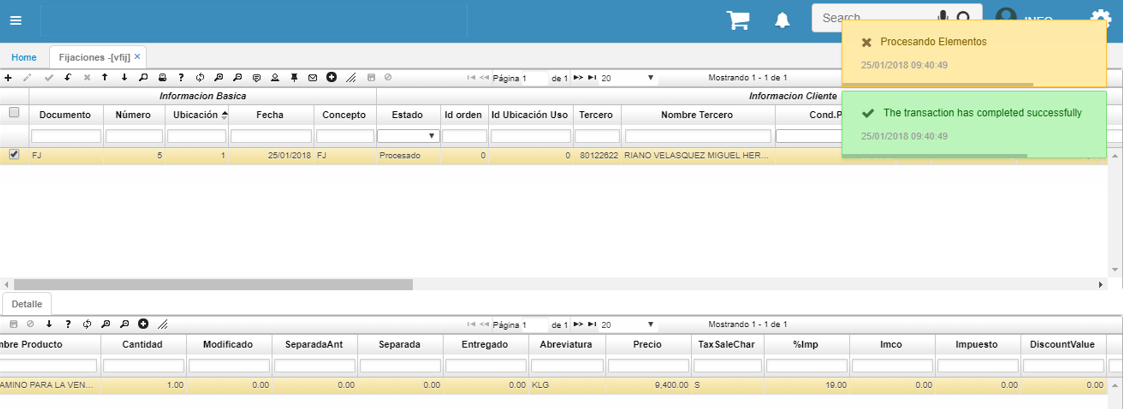 Search
INFO
Procesando Elementos
25/01/2018 09:40:49
The transaction has completed successfully
25/01/2018 09:40:49
Home Fijaciones -[vfij] ×
Página 1 de 1 20 Mostrando 1 - 1 de 1
Informacion Basica Informacion Cliente
Documento Número Ubicación Fecha Concepto Estado Id orden Id Ubicación Uso Tercero Nombre Tercero Cond.P
FJ 5 1 25/01/2018 FJ Procesado 0 0 80122622 RIANO VELASQUEZ MIGUEL HER...
Detalle
Página 1 de 1 20 Mostrando 1 - 1 de 1
mbre Producto Cantidad Modificado SeparadaAnt Separada Entregado Abreviatura Precio TaxSaleChar %Imp Imco Impuesto DiscountValue
AMINO PARA LA VEN... 1.00 0.00 0.00 0.00 0.00 KLG 9,400.00 S 19.00 0.00 0.00 0.00